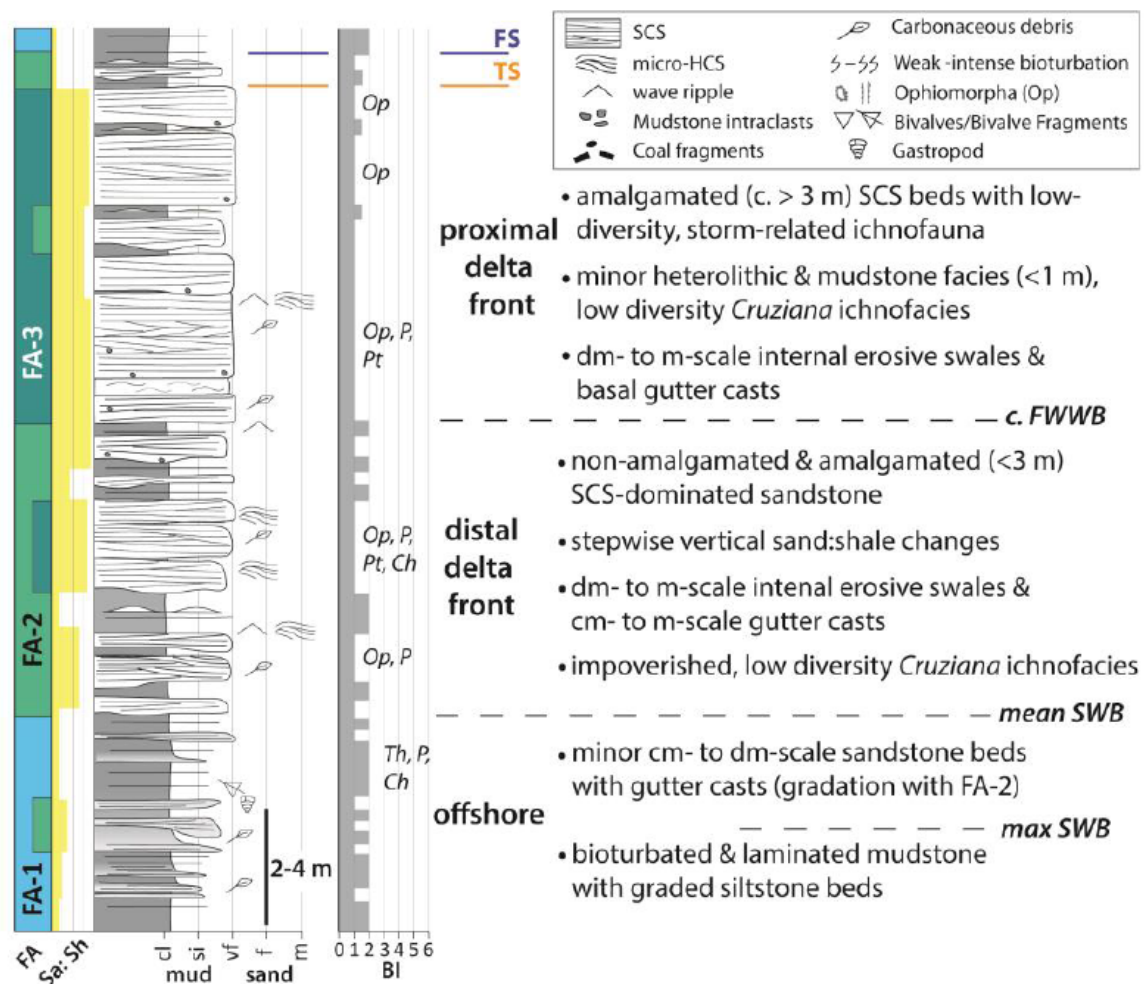 FS
TS
SCS
micro-HCS
wave ripple
Mudstone intraclasts
Coal fragments
Carbonaceous debris
Weak -intense bioturbation
Ophiomorpha (Op)
Bivalves/Bivalve Fragments
Gastropod
Op
Op
Op, P,
Pt
Op, P,
Pt, Ch
Op, P
Th, P,
Ch
FA-3
FA-2
FA-1
proximal
delta
front
• amalgamated (c. > 3 m) SCS beds with low-
diversity, storm-related ichnofauna
• minor heterolithic & mudstone facies (<1 m),
low diversity Cruziana ichnofacies
• dm- to m-scale internal erosive swales &
basal gutter casts
c. FWWB
distal
delta
front
• non-amalgamated & amalgamated (<3 m)
SCS-dominated sandstone
• stepwise vertical sand:shale changes
• dm- to m-scale intenal erosive swales &
cm- to m-scale gutter casts
• impoverished, low diversity Cruziana ichnofacies
mean SWB
offshore
• minor cm- to dm-scale sandstone beds
with gutter casts (gradation with FA-2)
max SWB
• bioturbated & laminated mudstone
with graded siltstone beds
2-4 m
FA
Sa: Sh
cl si vf f m
mud sand
0 1 2 3 4 5 6
BI